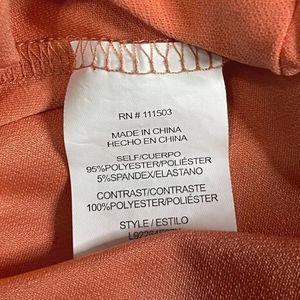 RN # 111503
MADE IN CHINA
HECHO EN CHINA
SELF/CUERPO
95%POLYESTER/POLIÉSTER
5%SPANDEX/ELASTANO
CONTRAST/CONTRASTE
100%POLYESTER/POLIÉSTER
STYLE / ESTILO